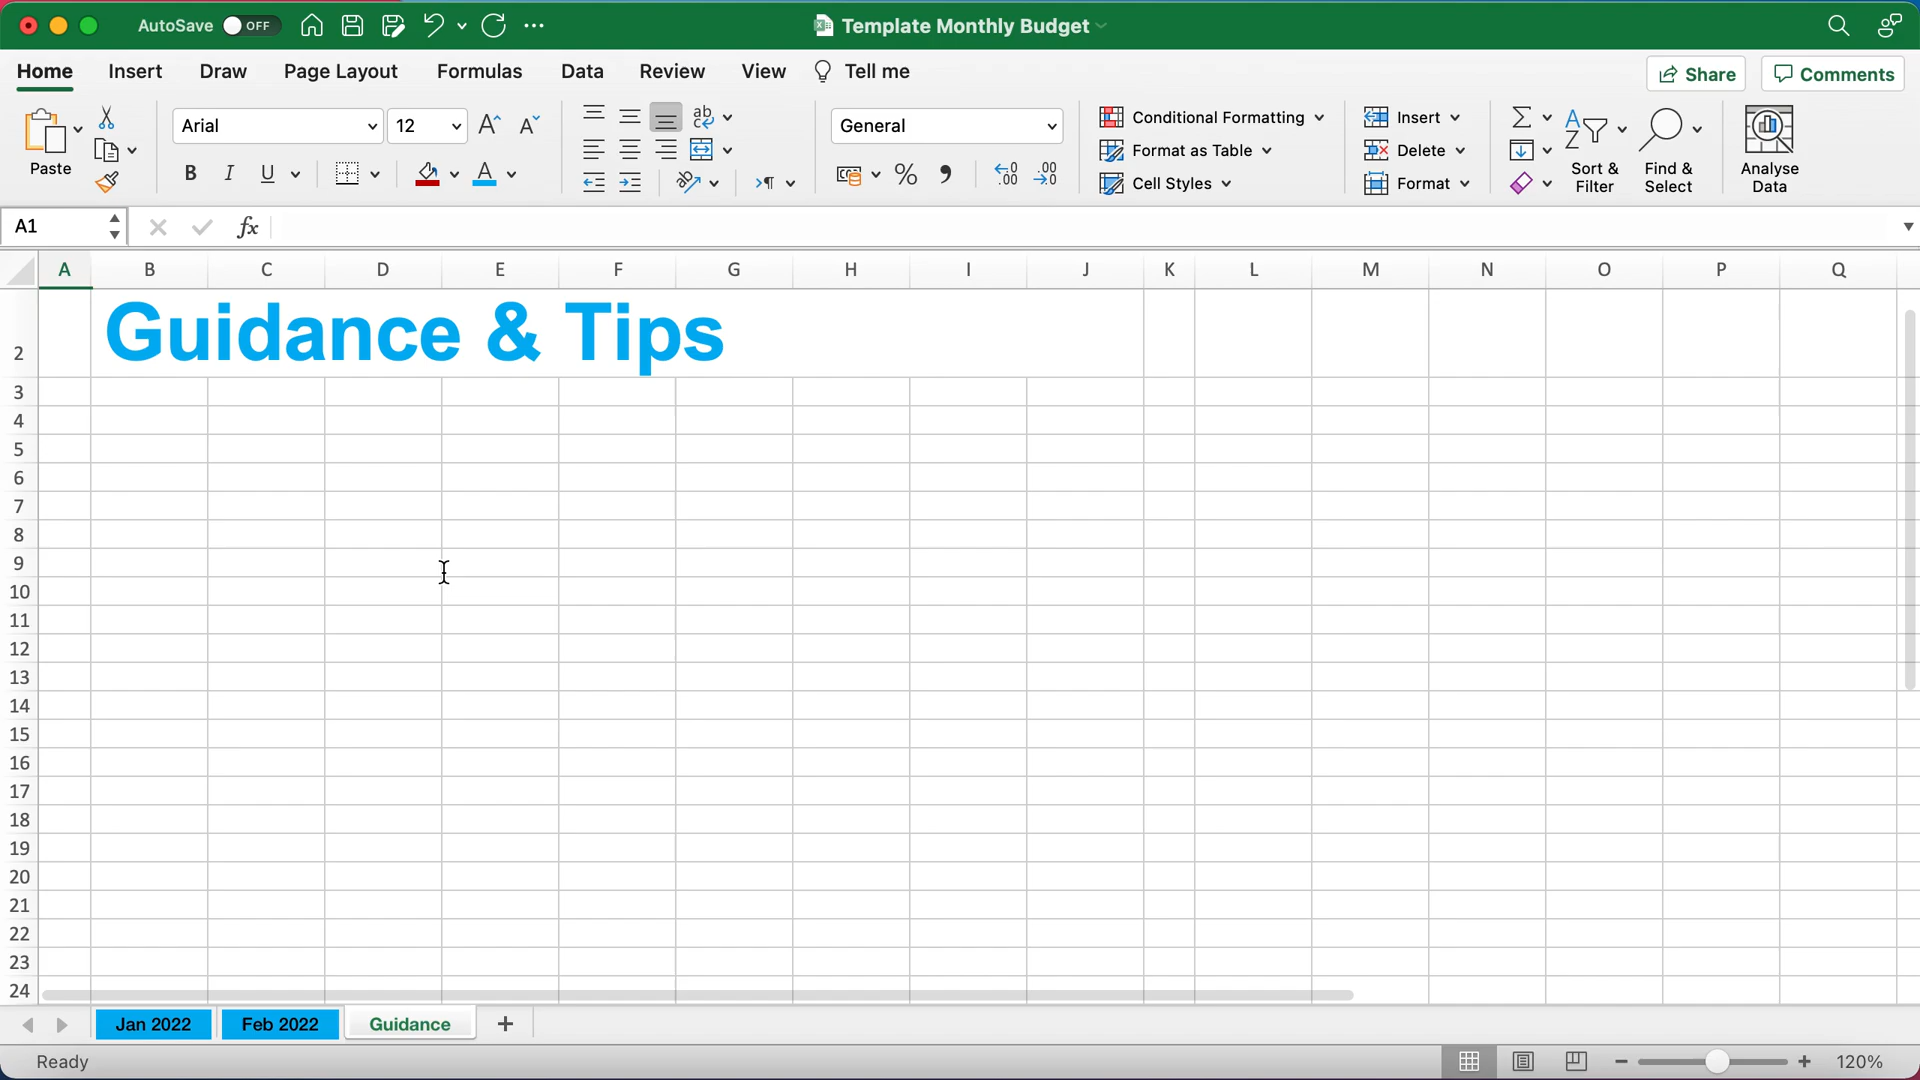 AutoSave OFF Template Monthly Budget
Home Insert Draw Page Layout Formulas Data Review View Tell me Share Comments
Paste Arial 12 General Conditional Formatting Insert
Format as Table Delete
Cell Styles Format
Sort & Filter Find & Select Analyse Data
A1 fx
A B C D E F G H I J K L M N O P Q
2 Guidance & Tips
3
4
5
6
7
8
9
10
11
12
13
14
15
16
17
18
19
20
21
22
23
24
Jan 2022 Feb 2022 Guidance +
Ready 120%